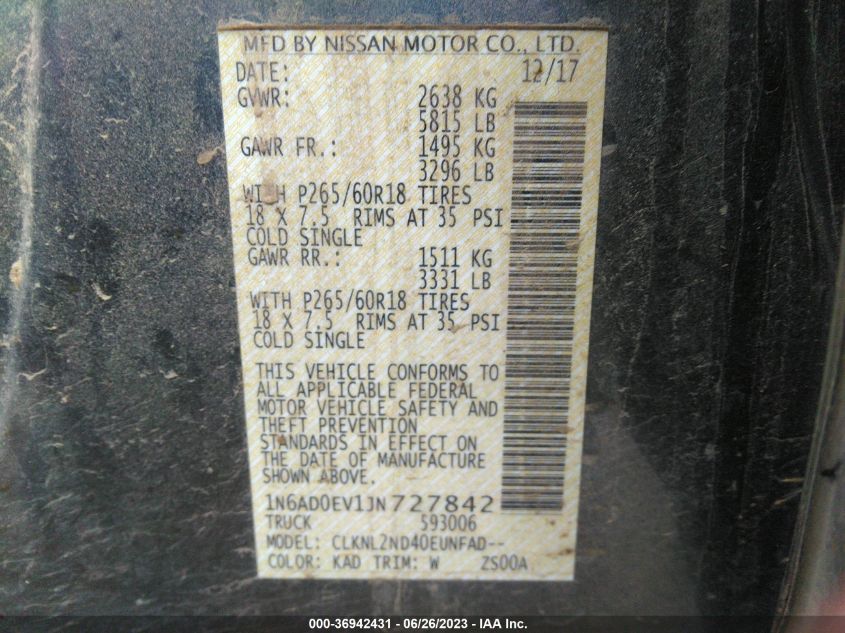 MFD BY NISSAN MOTOR CO., LTD.
DATE: 12/17
GVWR: 2638 KG
5815 LB
GAWR FR.: 1495 KG
3296 LB
WITH P265/60R18 TIRES
18 X 7.5 RIMS AT 35 PSI
COLD SINGLE
GAWR RR.: 1511 KG
3331 LB
WITH P265/60R18 TIRES
18 X 7.5 RIMS AT 35 PSI
COLD SINGLE
THIS VEHICLE CONFORMS TO
ALL APPLICABLE FEDERAL
MOTOR VEHICLE SAFETY AND
THEFT PREVENTION
STANDARDS IN EFFECT ON
THE DATE OF MANUFACTURE
SHOWN ABOVE.
1N6AD0EV1JN727842
TRUCK 593006
MODEL: CLKNL2ND40EUNFAD--
COLOR: KAD TRIM: W ZS00A
000-36942431 - 06/26/2023 - IAA Inc.